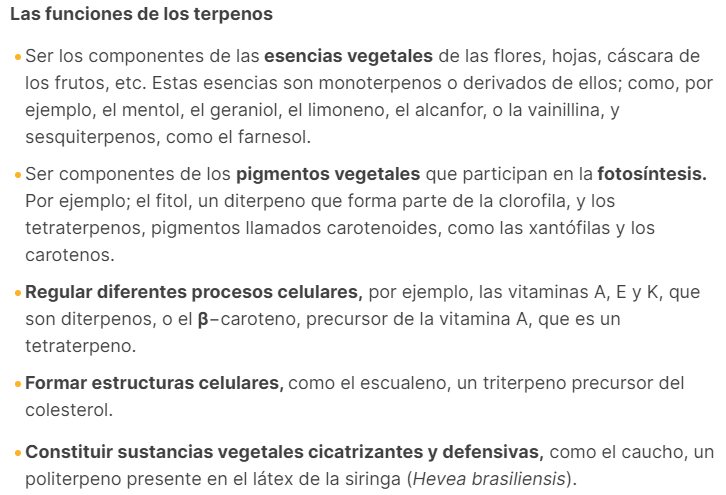 Las funciones de los terpenos
• Ser los componentes de las esencias vegetales de las flores, hojas, cáscara de
los frutos, etc. Estas esencias son monoterpenos o derivados de ellos; como, por
ejemplo, el mentol, el geraniol, el limoneno, el alcanfor, o la vainillina, y
sesquiterpenos, como el farnesol.
• Ser componentes de los pigmentos vegetales que participan en la fotosíntesis.
Por ejemplo; el fitol, un diterpeno que forma parte de la clorofila, y los
tetraterpenos, pigmentos llamados carotenoides, como las xantófilas y los
carotenos.
• Regular diferentes procesos celulares, por ejemplo, las vitaminas A, E y K, que
son diterpenos, o el β–caroteno, precursor de la vitamina A, que es un
tetraterpeno.
• Formar estructuras celulares, como el escualeno, un triterpeno precursor del
colesterol.
• Constituir sustancias vegetales cicatrizantes y defensivas, como el caucho, un
politerpeno presente en el látex de la siringa (Hevea brasiliensis).